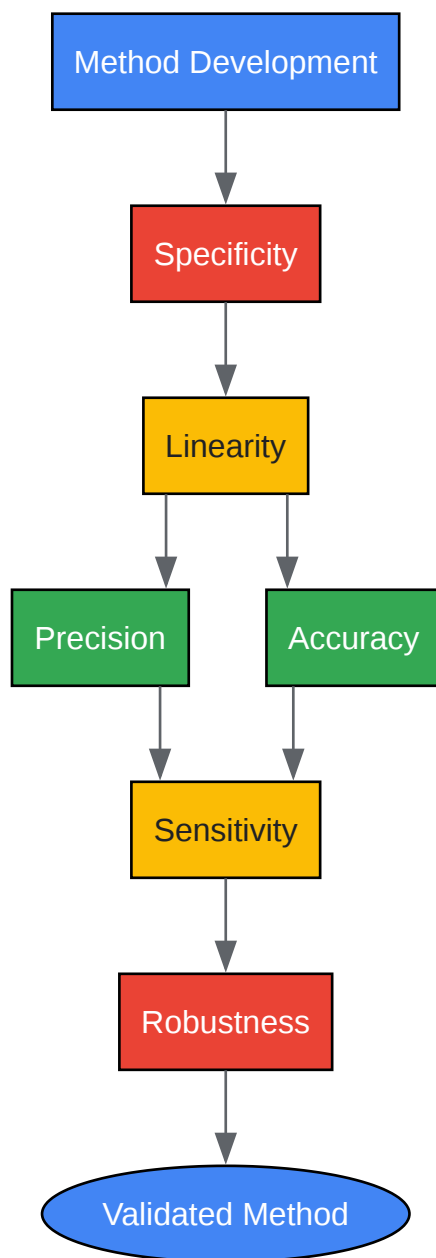 Method Development
Specificity
Linearity
Precision
Accuracy
Sensitivity
Robustness
Validated Method